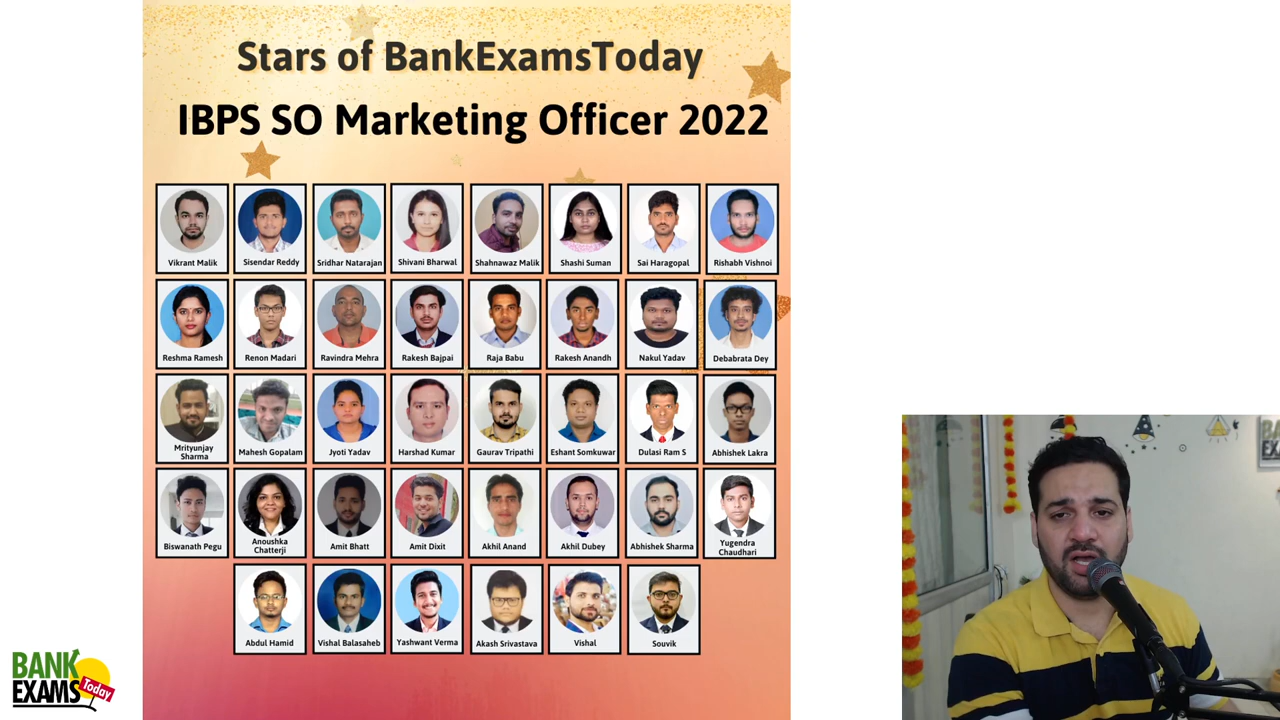 Stars of BankExamsToday
IBPS SO Marketing Officer 2022
Vikrant Malik
Sisendar Reddy
Sridhar Natarajan
Shivani Bharwal
Shahnawaz Malik
Shashi Suman
Sai Haragopal
Rishabh Vishnoi
Reshma Ramesh
Renon Madari
Ravindra Mehra
Rakesh Bajpai
Raja Babu
Rakesh Anandh
Nakul Yadav
Debabrata Dey
Mrityunjay
Sharma
Mahesh Gopalam
Jyoti Yadav
Harshad Kumar
Gaurav Tripathi
Eshant Somkuwar
Dulasi Ram S
Abhishek Lakra
Biswanath Pegu
Anoushka
Chatterji
Amit Bhatt
Amit Dixit
Akhil Anand
Akhil Dubey
Abhishek Sharma
Yugendra
Chaudhari
Abdul Hamid
Vishal Balasaheb
Yashwant Verma
Akash Srivastava
Vishal
Souvik
BANK
EXAMS
Today